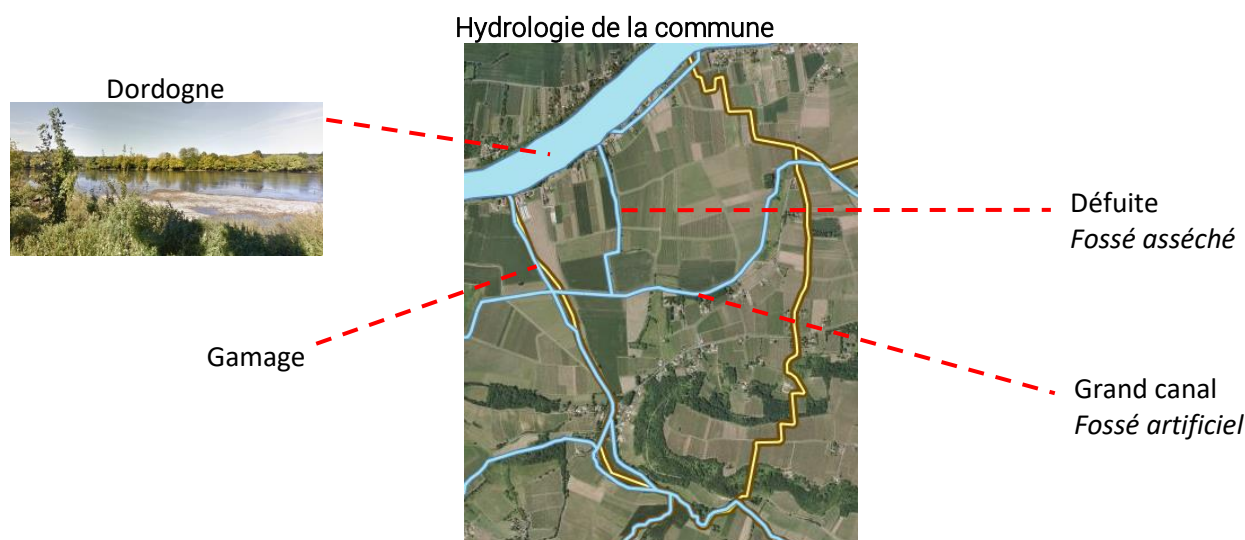 Hydrologie de la commune
Dordogne
Défuite
Fossé asséché
Gamage
Grand canal
Fossé artificiel